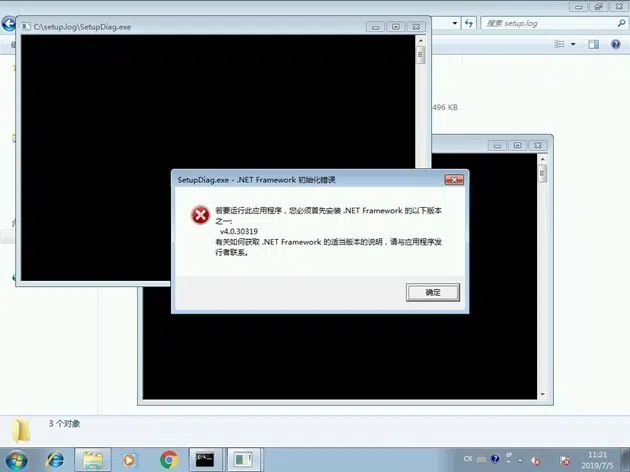 C:\setup.log\SetupDiag.exe
搜索 setup.log
496 KB
SetupDiag.exe - .NET Framework 初始化错误
若要运行此应用程序，您必须首先安装 .NET Framework 的以下版本
之一:
v4.0.30319
有关如何获取 .NET Framework 的适当版本的说明，请与应用程序发
行者联系。
确定
3 个对象
CH
11:21
2019/7/5